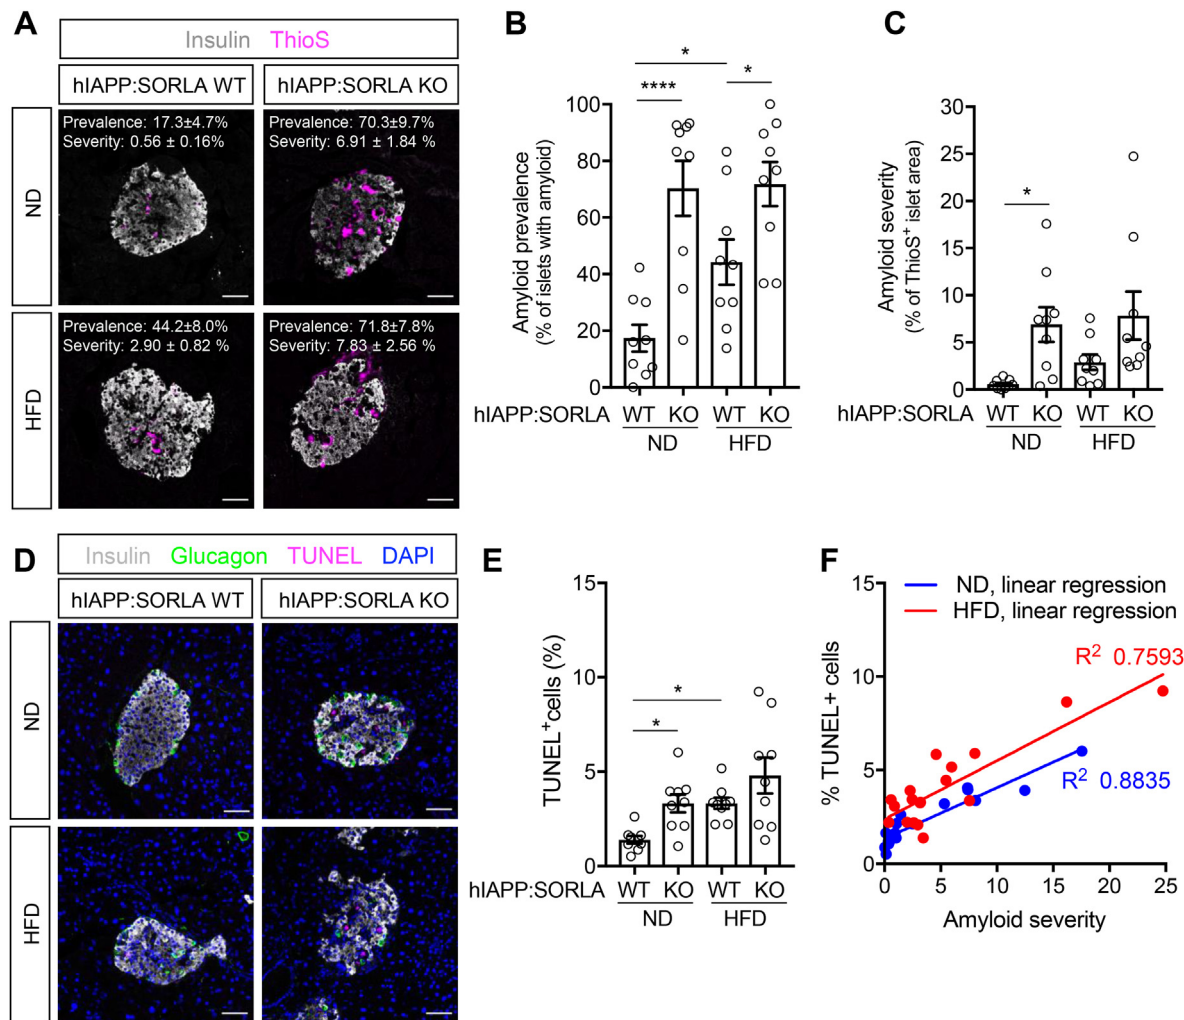 A
Insulin ThioS
hIAPP:SORLA WT
hIAPP:SORLA KO
ND
Prevalence: 17.3±4.7%
Severity: 0.56 ± 0.16%
Prevalence: 70.3±9.7%
Severity: 6.91 ± 1.84 %
HFD
Prevalence: 44.2±8.0%
Severity: 2.90 ± 0.82 %
Prevalence: 71.8±7.8%
Severity: 7.83 ± 2.56 %
B
Amyloid prevalence
(% of islets with amyloid)
100
80
60
40
20
0
*
****
*
hIAPP:SORLA WT KO WT KO
ND HFD
C
Amyloid severity
(% of ThioS⁺ islet area)
30
25
20
15
10
5
0
*
hIAPP:SORLA WT KO WT KO
ND HFD
D
Insulin Glucagon TUNEL DAPI
hIAPP:SORLA WT
hIAPP:SORLA KO
ND
HFD
E
TUNEL⁺cells (%)
15
10
5
0
*
*
hIAPP:SORLA WT KO WT KO
ND HFD
F
% TUNEL+ cells
15
10
5
0
ND, linear regression
HFD, linear regression
R² 0.7593
R² 0.8835
0 5 10 15 20 25
Amyloid severity